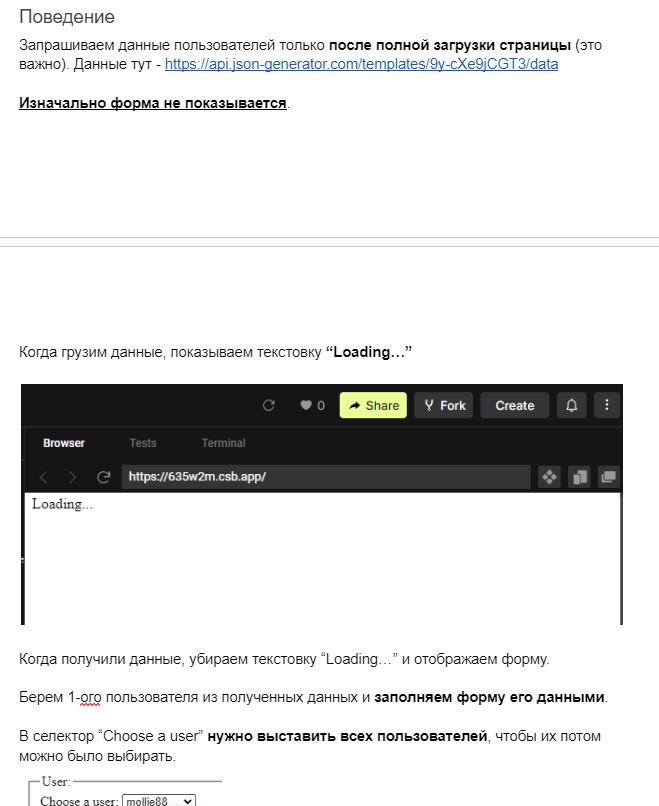 Поведение
Запрашиваем данные пользователей только после полной загрузки страницы (это
важно). Данные тут - https://api.json-generator.com/templates/9y-cXe9jCGT3/data
Изначально форма не показывается.
Когда грузим данные, показываем текстовку “Loading…”
0 Share Fork Create
Browser Tests Terminal
https://635w2m.csb.app/
Loading...
Когда получили данные, убираем текстовку “Loading…” и отображаем форму.
Берем 1-ого пользователя из полученных данных и заполняем форму его данными.
В селектор “Choose a user” нужно выставить всех пользователей, чтобы их потом
можно было выбирать.
User:
Choose a user: mollie88